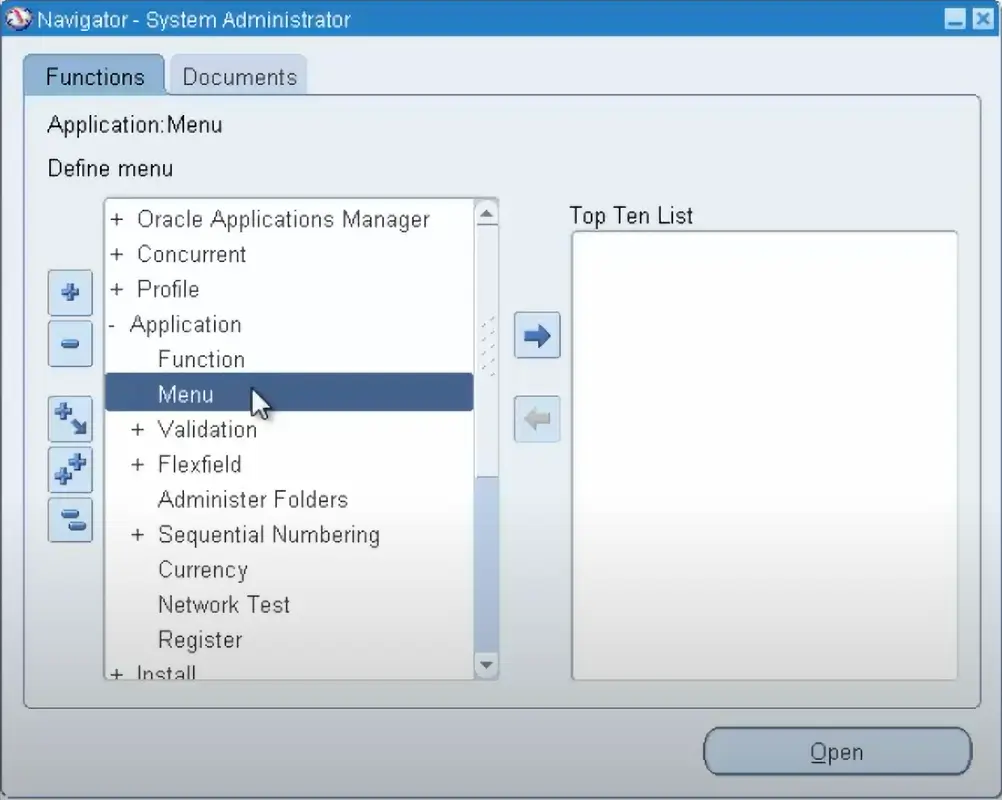 Navigator - System Administrator
Functions
Documents
Application:Menu
Define menu
+ Oracle Applications Manager
+ Concurrent
+ Profile
- Application
Function
Menu
+ Validation
+ Flexfield
Administer Folders
+ Sequential Numbering
Currency
Network Test
Register
+ Install
Top Ten List
Open